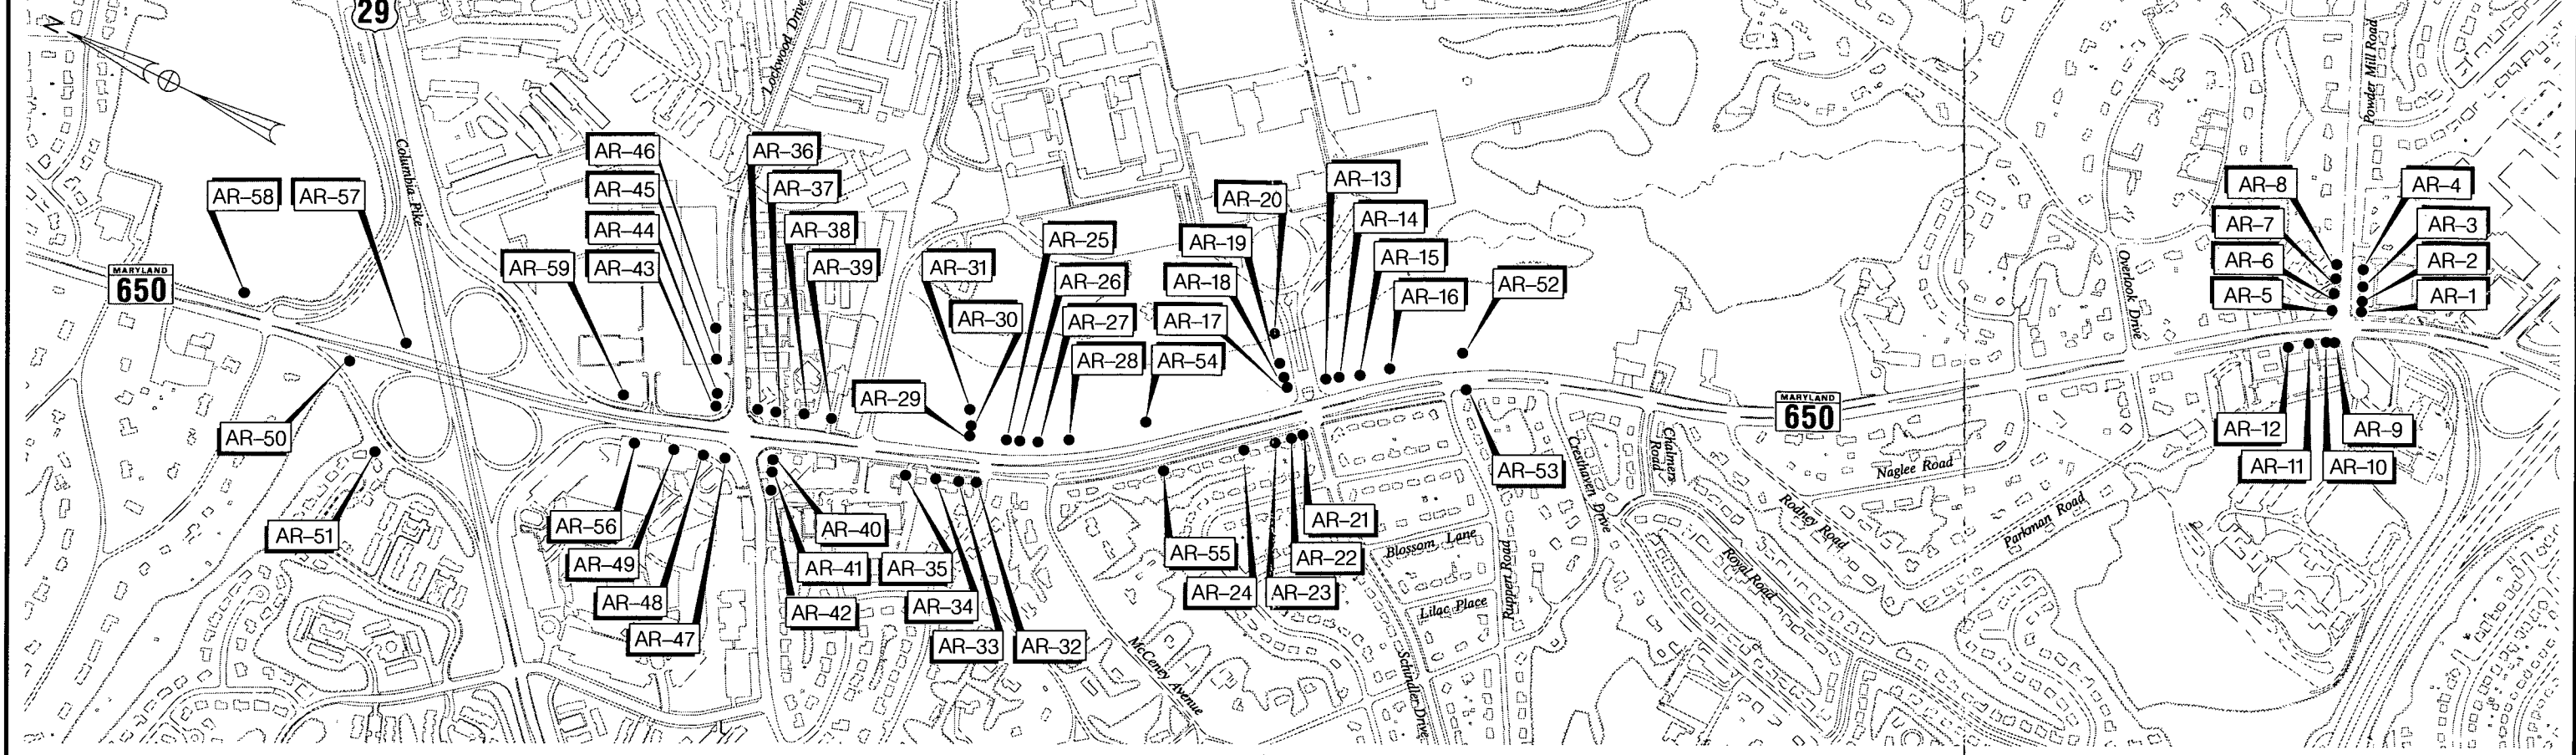 29
N
Lockwood Drive
Columbia Pike
Powder Mill Road
AR–46
AR–45
AR–44
AR–43
AR–36
AR–37
AR–38
AR–39
AR–58
AR–57
AR–59
MARYLAND
650
AR–50
AR–51
AR–56
AR–49
AR–48
AR–47
AR–40
AR–41
AR–42
AR–35
AR–34
AR–33
AR–32
AR–31
AR–30
AR–29
AR–25
AR–26
AR–27
AR–28
AR–54
AR–20
AR–19
AR–18
AR–17
AR–13
AR–14
AR–15
AR–16
AR–52
AR–53
AR–55
AR–24
AR–23
AR–22
AR–21
McCeney Avenue
Blossom Lane
Lilac Place
Ruppert Road
Schindler Drive
Cresthaven Drive
Chalmers
Road
Rodney Road
Royal Road
Naglee Road
Parkman Road
MARYLAND
650
Overlook Drive
AR–8
AR–7
AR–6
AR–5
AR–4
AR–3
AR–2
AR–1
AR–12
AR–11
AR–10
AR–9